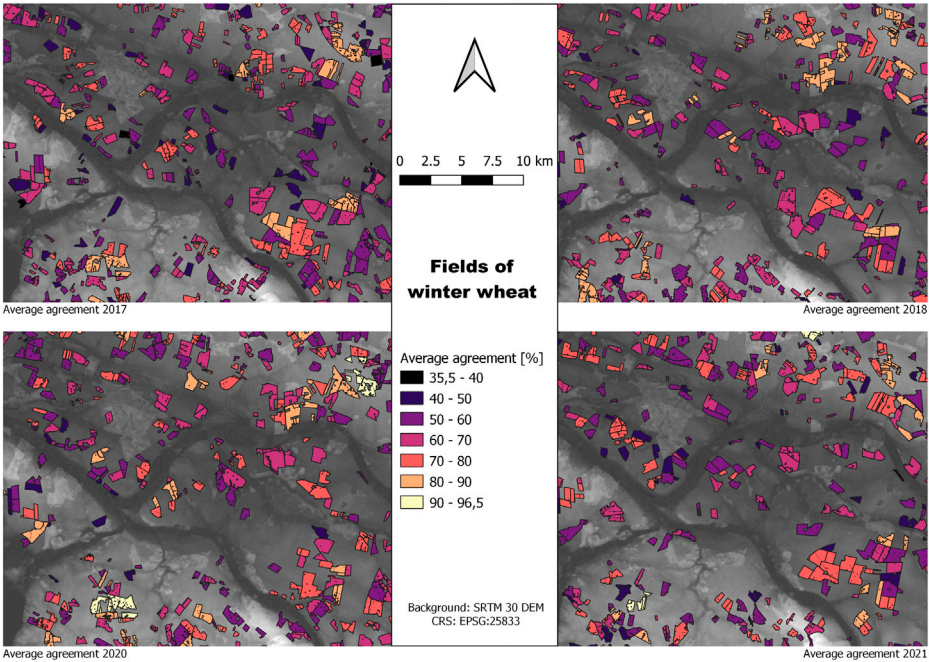 0 2.5 5 7.5 10 km
Fields of
winter wheat
Average agreement 2017
Average agreement 2018
Average agreement [%]
35,5 - 40
40 - 50
50 - 60
60 - 70
70 - 80
80 - 90
90 - 96,5
Background: SRTM 30 DEM
CRS: EPSG:25833
Average agreement 2020
Average agreement 2021